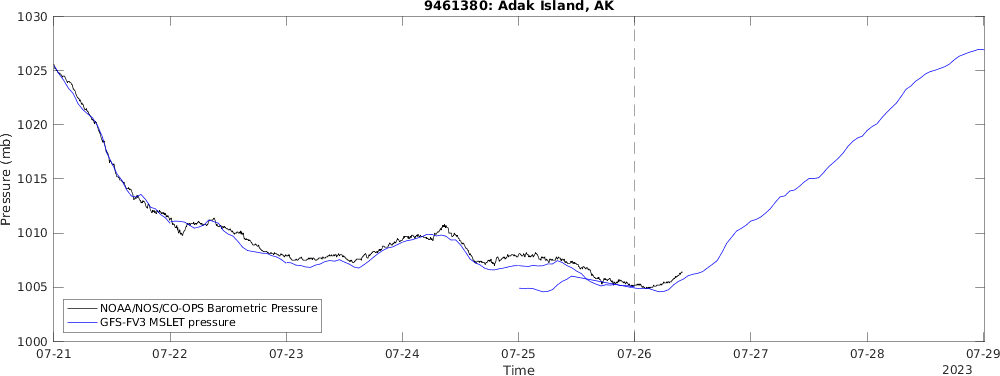 9461380: Adak Island, AK
1030
1025
1020
1015
1010
1005
1000
Pressure (mb)
NOAA/NOS/CO-OPS Barometric Pressure
GFS-FV3 MSLET pressure
07-21 07-22 07-23 07-24 07-25 07-26 07-27 07-28 07-29
Time
2023